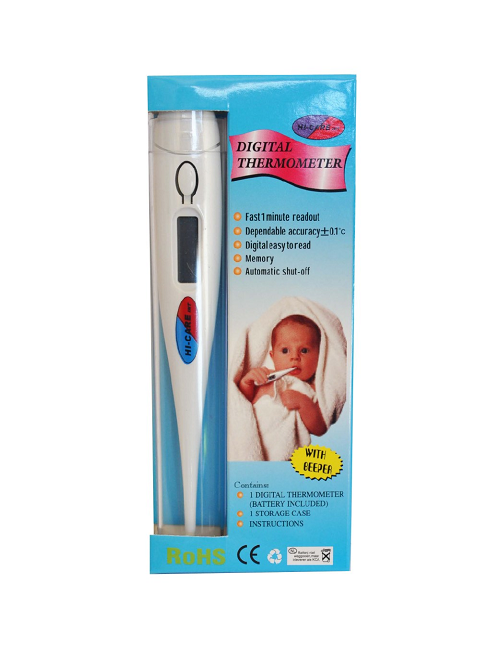 HI-CARE
DIGITAL
THERMOMETER
Fast 1 minute readout
Dependable accuracy±0.1°c
Digital easy to read
Memory
Automatic shut-off
HI-CARE
WITH
BEEPER
Contains:
1 DIGITAL THERMOMETER
(BATTERY INCLUDED)
1 STORAGE CASE
INSTRUCTIONS
RoHS CE